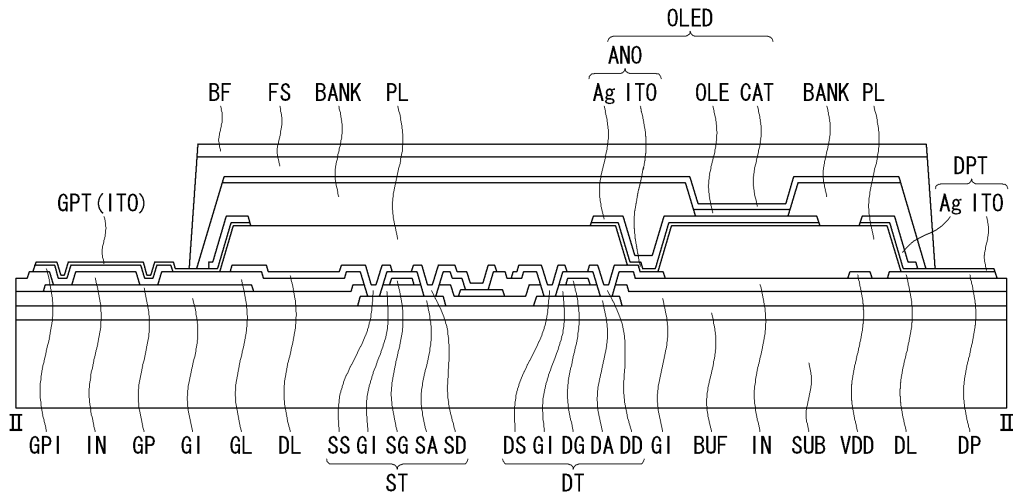 OLED
ANO
BF FS BANK PL Ag ITO OLE CAT BANK PL
DPT
GPT(ITO) Ag ITO
II II
GPI IN GP GI GL DL SS GI SG SA SD DS GI DG DA DD GI BUF IN SUB VDD DL DP
ST DT